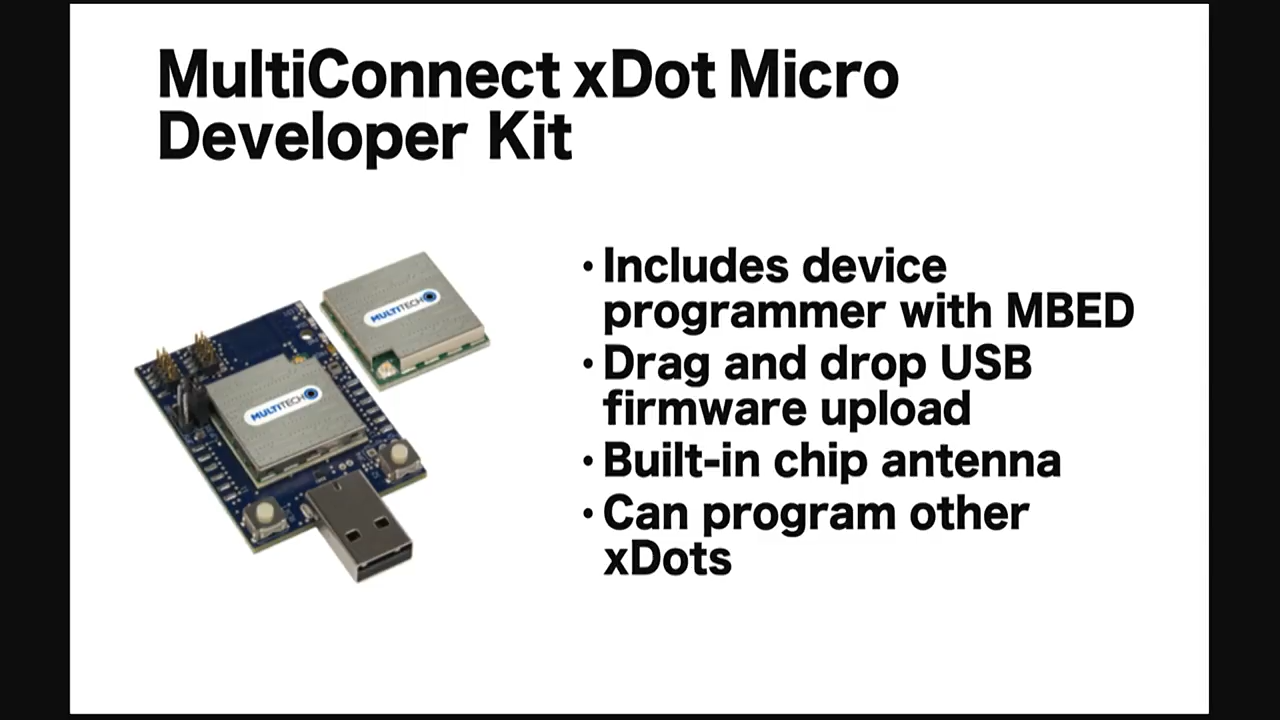 MultiConnect xDot Micro
Developer Kit
MULTITECH
MULTITECH
• Includes device
programmer with MBED
• Drag and drop USB
firmware upload
• Built-in chip antenna
• Can program other
xDots